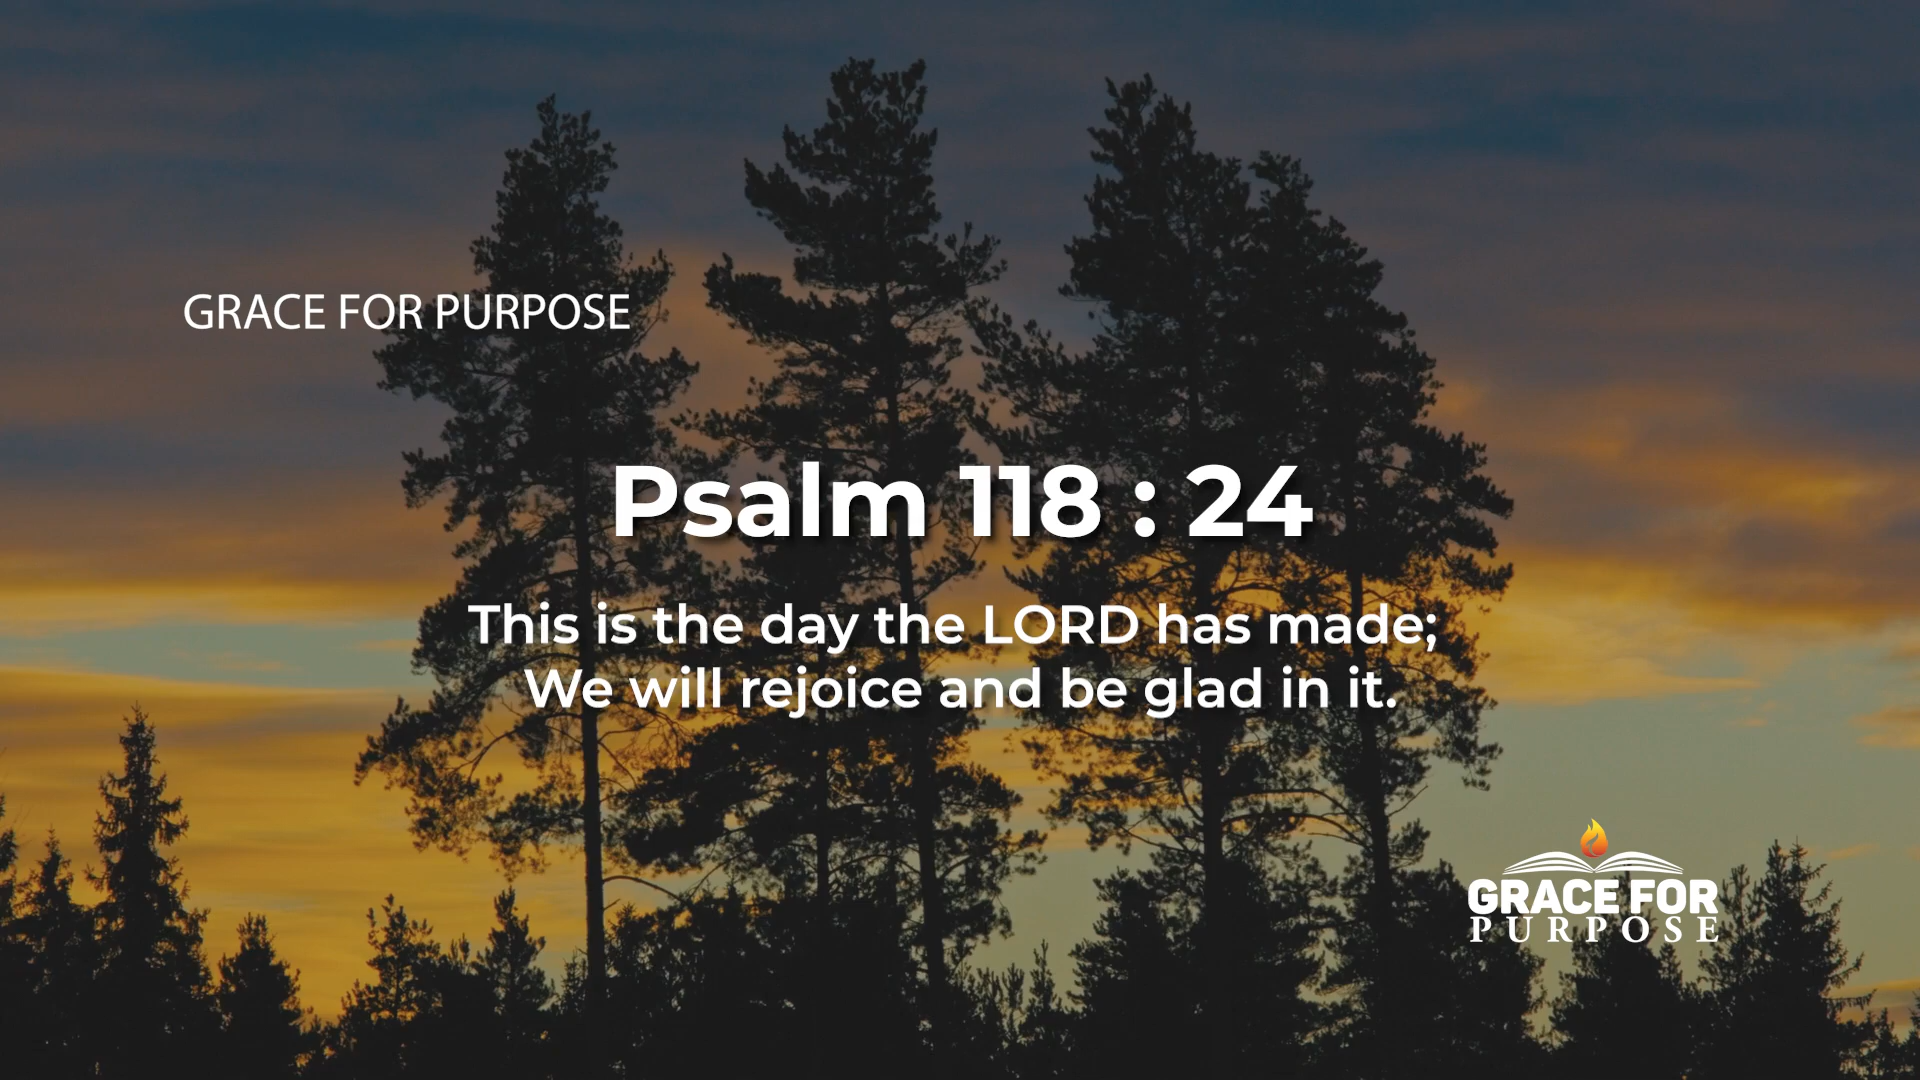 GRACE FOR PURPOSE
Psalm 118 : 24
This is the day the LORD has made;
We will rejoice and be glad in it.
GRACE FOR
PURPOSE